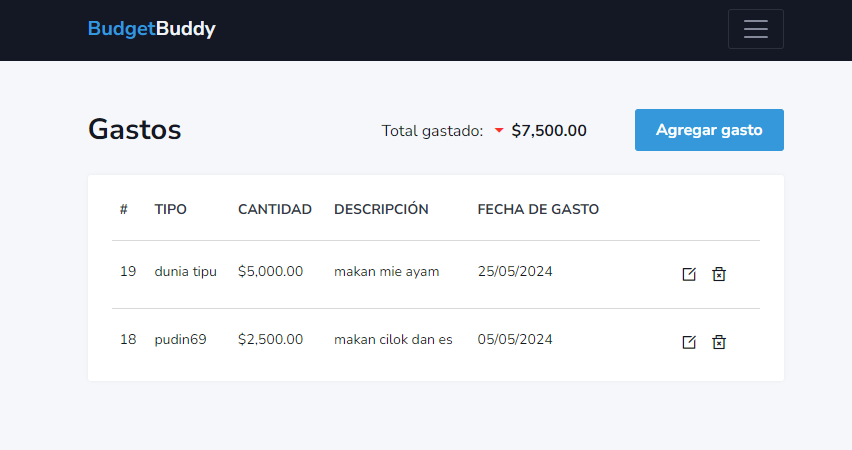 BudgetBuddy
Gastos Total gastado: $7,500.00 Agregar gasto
# TIPO CANTIDAD DESCRIPCIÓN FECHA DE GASTO
19 dunia tipu $5,000.00 makan mie ayam 25/05/2024
18 pudin69 $2,500.00 makan cilok dan es 05/05/2024